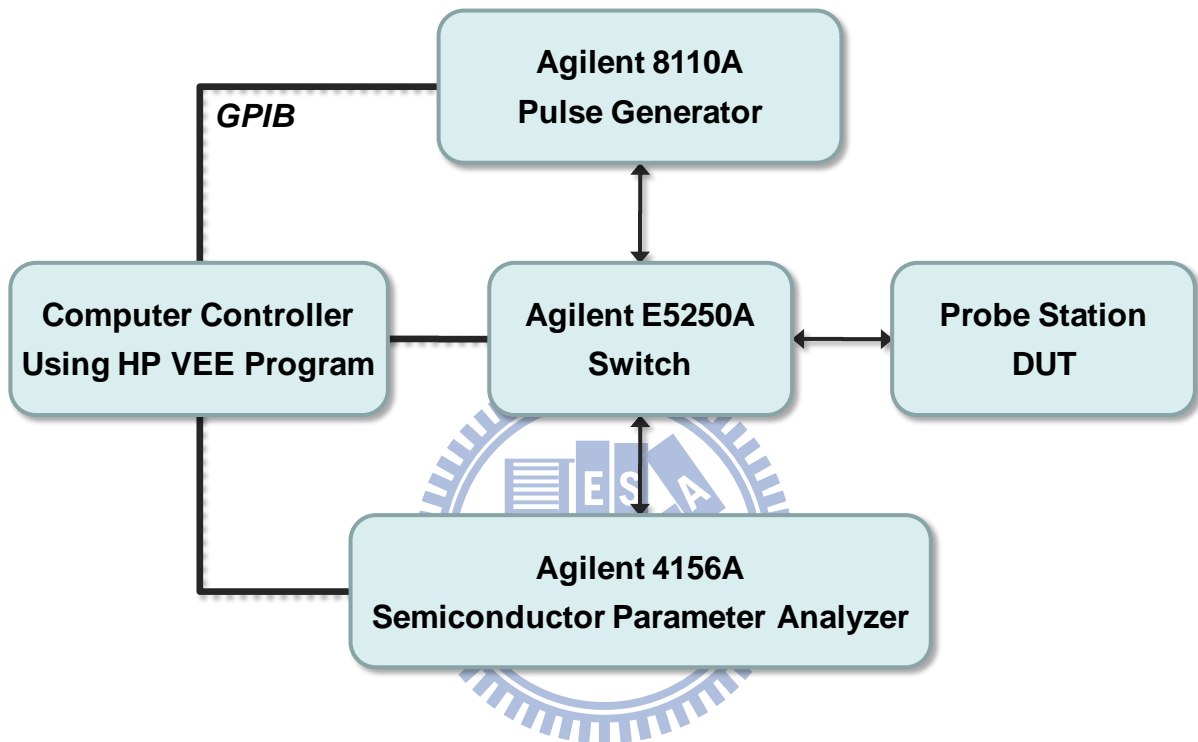 Agilent 8110A
Pulse Generator
GPIB
Computer Controller
Using HP VEE Program
Agilent E5250A
Switch
Probe Station
DUT
E S A
Agilent 4156A
Semiconductor Parameter Analyzer